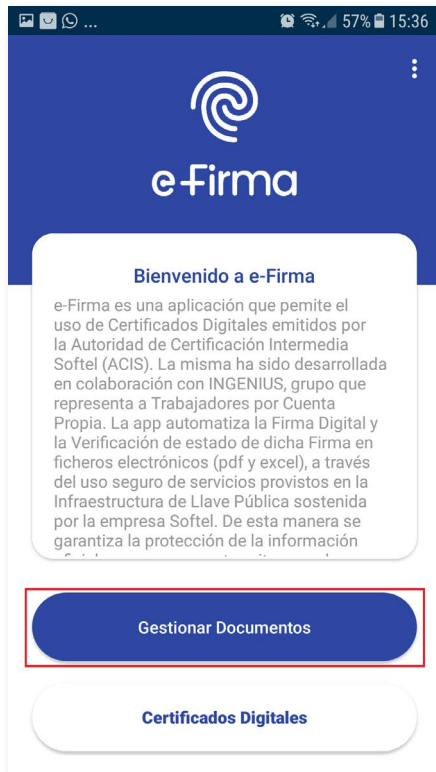 ... 57% 15:36
e-Firma
Bienvenido a e-Firma
e-Firma es una aplicación que pemite el
uso de Certificados Digitales emitidos por
la Autoridad de Certificación Intermedia
Softel (ACIS). La misma ha sido desarrollada
en colaboración con INGENIUS, grupo que
representa a Trabajadores por Cuenta
Propia. La app automatiza la Firma Digital y
la Verificación de estado de dicha Firma en
ficheros electrónicos (pdf y excel), a través
del uso seguro de servicios provistos en la
Infraestructura de Llave Pública sostenida
por la empresa Softel. De esta manera se
garantiza la protección de la información
Gestionar Documentos
Certificados Digitales